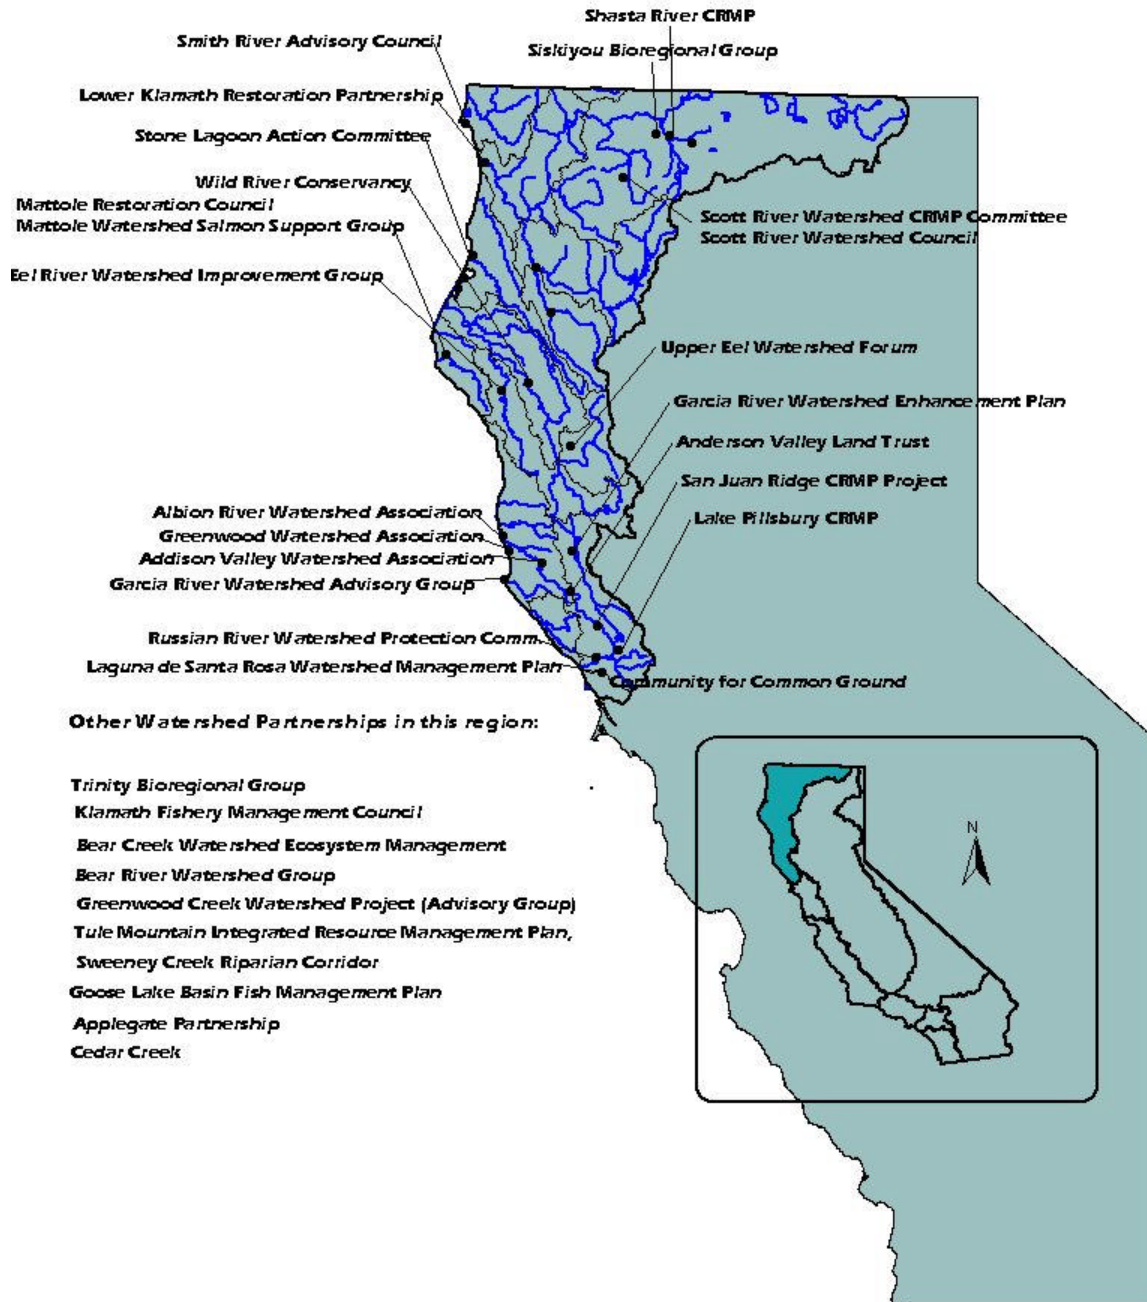 Shasta River CRMP
Smith River Advisory Council
Siskiyou Bioregional Group
Lower Klamath Restoration Partnership
Stone Lagoon Action Committee
Wild River Conservancy
Mattole Restoration Council
Mattole Watershed Salmon Support Group
Scott River Watershed CRMP Committee
Scott River Watershed Council
Eel River Watershed Improvement Group
Upper Eel Watershed Forum
Garcia River Watershed Enhancement Plan
Anderson Valley Land Trust
San Juan Ridge CRMP Project
Lake Pillsbury CRMP
Albion River Watershed Association
Greenwood Watershed Association
Addison Valley Watershed Association
Garcia River Watershed Advisory Group
Russian River Watershed Protection Comm.
Laguna de Santa Rosa Watershed Management Plan
Community for Common Ground
Other Watershed Partnerships in this region:
Trinity Bioregional Group
Klamath Fishery Management Council
Bear Creek Watershed Ecosystem Management
Bear River Watershed Group
Greenwood Creek Watershed Project (Advisory Group)
Tule Mountain Integrated Resource Management Plan,
Sweeney Creek Riparian Corridor
Goose Lake Basin Fish Management Plan
Applegate Partnership
Cedar Creek
N